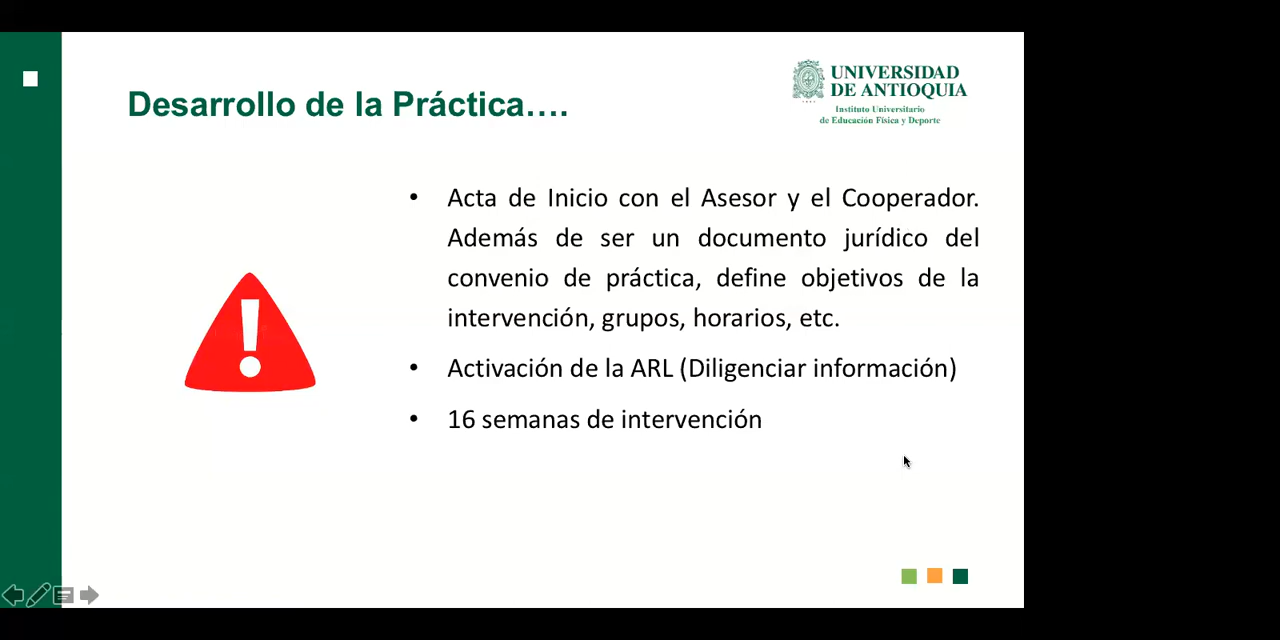 Desarrollo de la Práctica....
UNIVERSIDAD
DE ANTIOQUIA
Instituto Universitario
de Educación Física y Deporte
• Acta de Inicio con el Asesor y el Cooperador.
Además de ser un documento jurídico del
convenio de práctica, define objetivos de la
intervención, grupos, horarios, etc.
• Activación de la ARL (Diligenciar información)
• 16 semanas de intervención